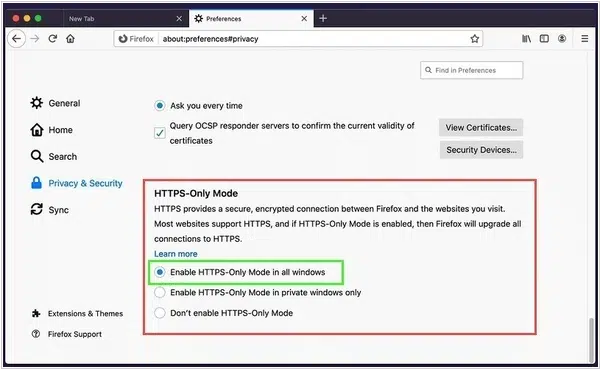 New Tab
Preferences
Firefox
about:preferences#privacy
Find in Preferences
General
Home
Search
Privacy & Security
Sync
Extensions & Themes
Firefox Support
Ask you every time
Query OCSP responder servers to confirm the current validity of
certificates
View Certificates...
Security Devices...
HTTPS-Only Mode
HTTPS provides a secure, encrypted connection between Firefox and the websites you visit.
Most websites support HTTPS, and if HTTPS-Only Mode is enabled, then Firefox will upgrade all
connections to HTTPS.
Learn more
Enable HTTPS-Only Mode in all windows
Enable HTTPS-Only Mode in private windows only
Don't enable HTTPS-Only Mode